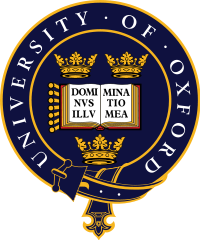 UNIVERSITY · OF · OXFORD
DOMI
NVS
ILLV
MINA
TIO
MEA